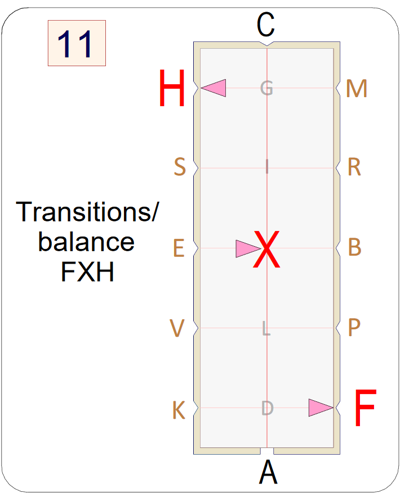 11
C
H G M
S I R
Transitions/
balance
FXH
E X B
V L P
K D F
A